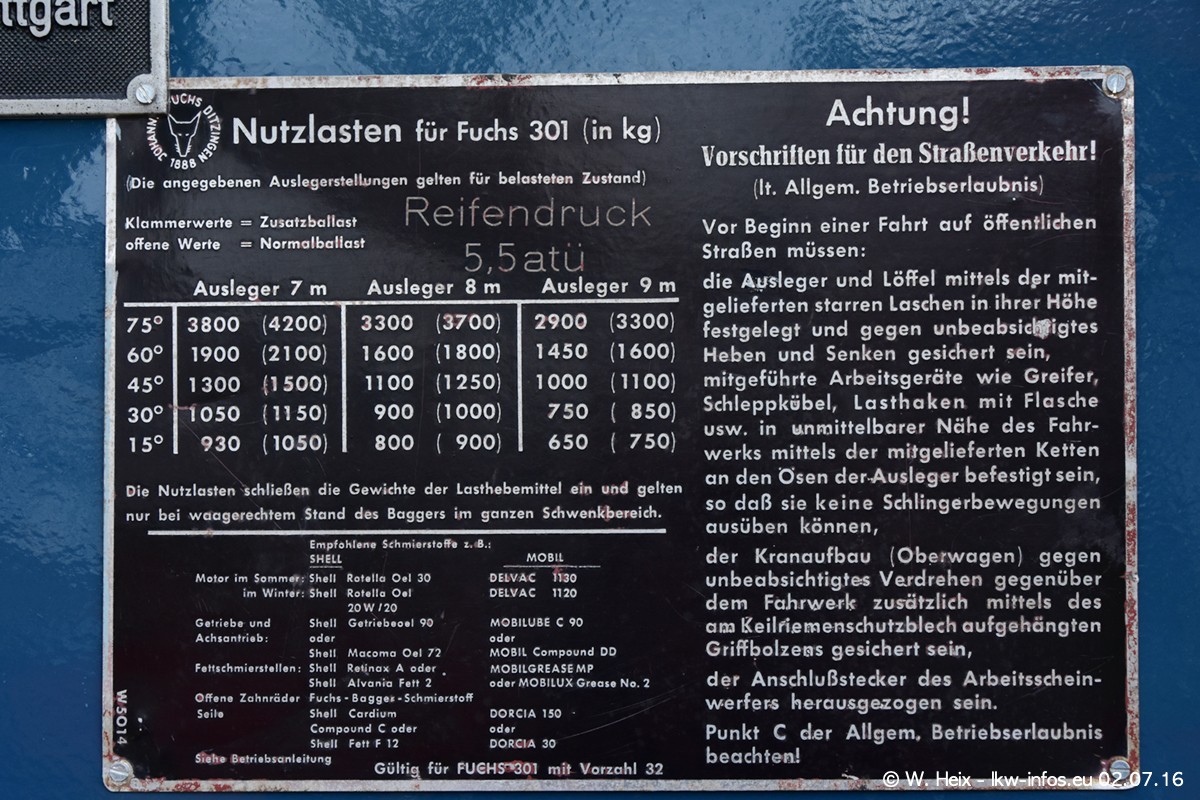 ttgart
JOHANN FUCHS DITZINGEN
1888
Nutzlasten für Fuchs 301 (in kg)
(Die angegebenen Auslegerstellungen gelten für belasteten Zustand)
Klammerwerte = Zusatzballast
offene Werte = Normalballast
Reifendruck
5,5atü
Ausleger 7 m Ausleger 8 m Ausleger 9 m
75° 3800 (4200) 3300 (3700) 2900 (3300)
60° 1900 (2100) 1600 (1800) 1450 (1600)
45° 1300 (1500) 1100 (1250) 1000 (1100)
30° 1050 (1150) 900 (1000) 750 ( 850)
15° 930 (1050) 800 ( 900) 650 ( 750)
Die Nutzlasten schließen die Gewichte der Lasthebemittel ein und gelten
nur bei waagerechtem Stand des Baggers im ganzen Schwenkbereich.
Empfohlene Schmierstoffe z. B.:
SHELL MOBIL
Motor im Sommer: Shell Rotella Oel 30 DELVAC 1130
im Winter: Shell Rotella Oel DELVAC 1120
20 W/20
Getriebe und Shell Getriebeoel 90 MOBILUBE C 90
Achsantrieb: oder oder
Shell Macoma Oel 72 MOBIL Compound DD
Fettschmierstellen: Shell Retinax A oder MOBILGREASE MP
Shell Alvania Fett 2 oder MOBILUX Grease No. 2
Offene Zahnräder Fuchs-Bagger-Schmierstoff
Seile Shell Cardium DORCIA 150
Compound C oder oder
Shell Fett F 12 DORCIA 30
Siehe Betriebsanleitung
Gültig für FUCHS 301 mit Vorzahl 32
W5014
Achtung!
Vorschriften für den Straßenverkehr!
(lt. Allgem. Betriebserlaubnis)
Vor Beginn einer Fahrt auf öffentlichen
Straßen müssen:
die Ausleger und Löffel mittels der mit-
gelieferten starren Laschen in ihrer Höhe
festgelegt und gegen unbeabsichtigtes
Heben und Senken gesichert sein,
mitgeführte Arbeitsgeräte wie Greifer,
Schleppkübel, Lasthaken mit Flasche
usw. in unmittelbarer Nähe des Fahr-
werks mittels der mitgelieferten Ketten
an den Ösen der Ausleger befestigt sein,
so daß sie keine Schlingerbewegungen
ausüben können,
der Kranaufbau (Oberwagen) gegen
unbeabsichtigtes Verdrehen gegenüber
dem Fahrwerk zusätzlich mittels des
am Keilriemenschutzblech aufgehängten
Griffbolzens gesichert sein,
der Anschlußstecker des Arbeitsschein-
werfers herausgezogen sein.
Punkt C der Allgem. Betriebserlaubnis
beachten!
© W. Heix - lkw-infos.eu 02.07.16